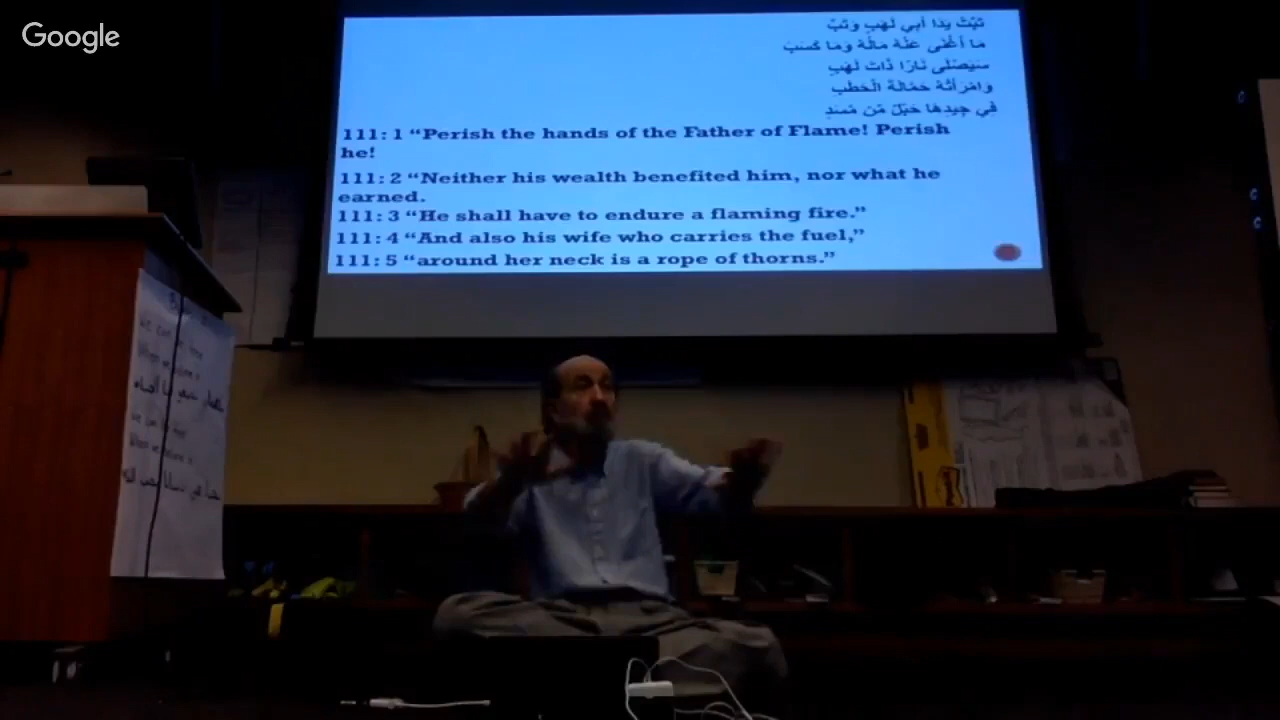 Google
تَبَّتْ يَدَا أَبِي لَهَبٍ وَتَبَّ
مَا أَغْنَى عَنْهُ مَالُهُ وَمَا كَسَبَ
سَيَصْلَى نَارًا ذَاتَ لَهَبٍ
وَامْرَأَتُهُ حَمَّالَةَ الْحَطَبِ
فِي جِيدِهَا حَبْلٌ مِّن مَّسَدٍ
111: 1 “Perish the hands of the Father of Flame! Perish
he!
111: 2 “Neither his wealth benefited him, nor what he
earned.
111: 3 “He shall have to endure a flaming fire.”
111: 4 “And also his wife who carries the fuel,”
111: 5 “around her neck is a rope of thorns.”